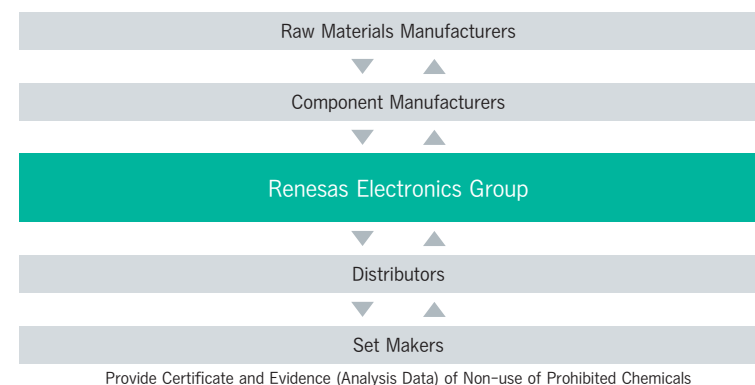 Raw Materials Manufacturers
Component Manufacturers
Renesas Electronics Group
Distributors
Set Makers
Provide Certificate and Evidence (Analysis Data) of Non-use of Prohibited Chemicals